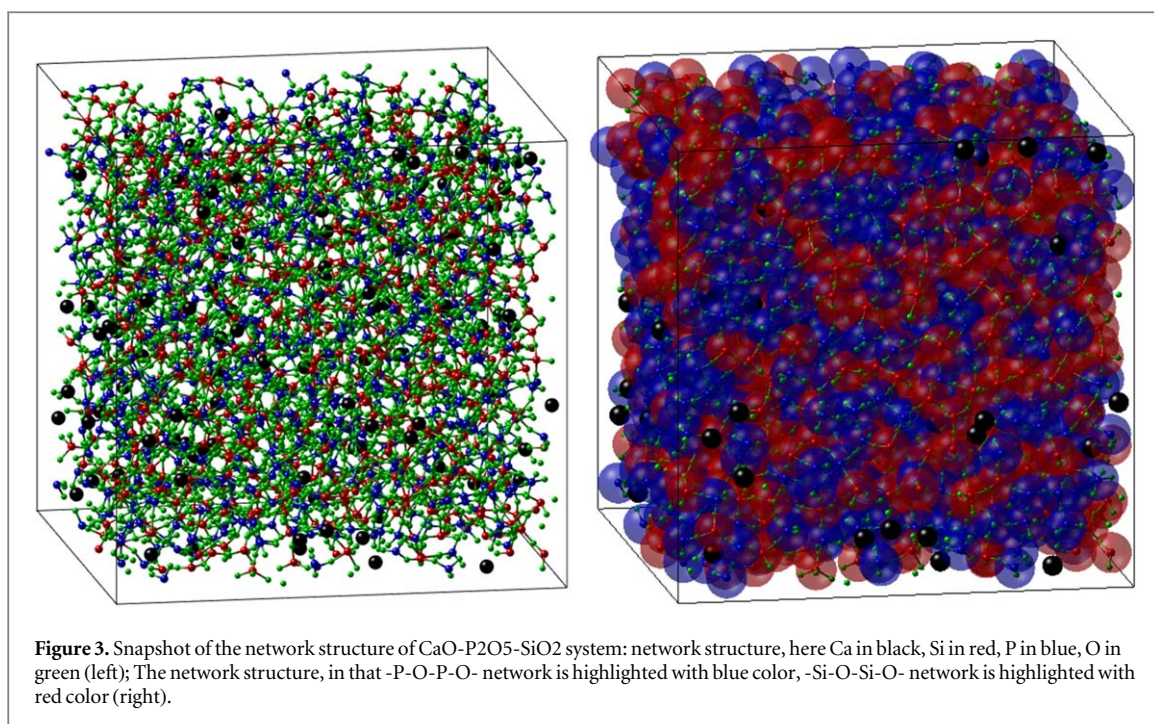 Figure 3. Snapshot of the network structure of CaO-P2O5-SiO2 system: network structure, here Ca in black, Si in red, P in blue, O in
green (left); The network structure, in that -P-O-P-O- network is highlighted with blue color, -Si-O-Si-O- network is highlighted with
red color (right).